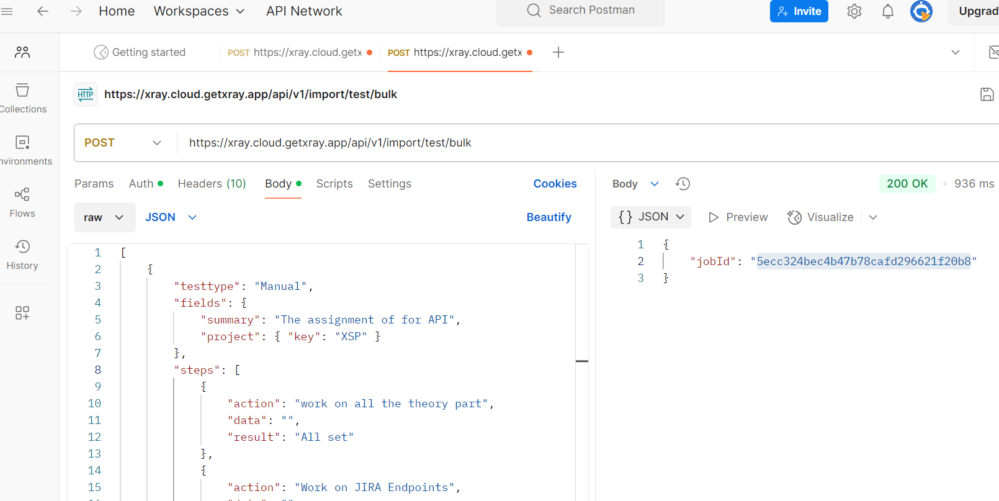 Home Workspaces API Network Search Postman Invite Upgrad
Getting started POST https://xray.cloud.getx POST https://xray.cloud.getx
HTTP https://xray.cloud.getxray.app/api/v1/import/test/bulk
Collections
POST https://xray.cloud.getxray.app/api/v1/import/test/bulk
nvironments
Params Auth Headers (10) Body Scripts Settings Cookies
Body 200 OK 936 ms
Flows
raw JSON Beautify
{} JSON Preview Visualize
History
1 [
2 {
3 "testtype": "Manual",
4 "fields": {
5 "summary": "The assignment of for API",
6 "project": { "key": "XSP" }
7 },
8 "steps": [
9 {
10 "action": "work on all the theory part",
11 "data": "",
12 "result": "All set"
13 },
14 {
15 "action": "Work on JIRA Endpoints",
1 {
2 "jobId": "5ecc324bec4b47b78cafd296621f20b8"
3 }